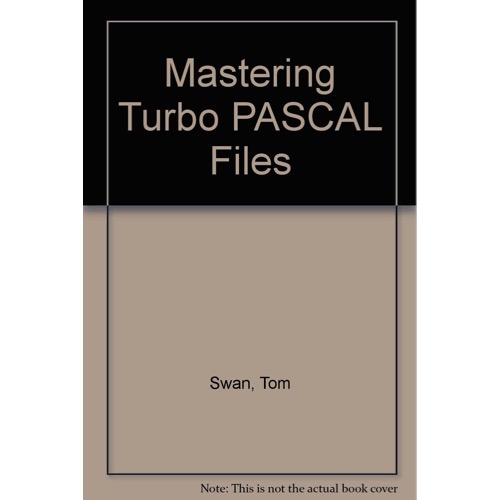 Mastering
Turbo PASCAL
Files
Swan, Tom
Note: This is not the actual book cover